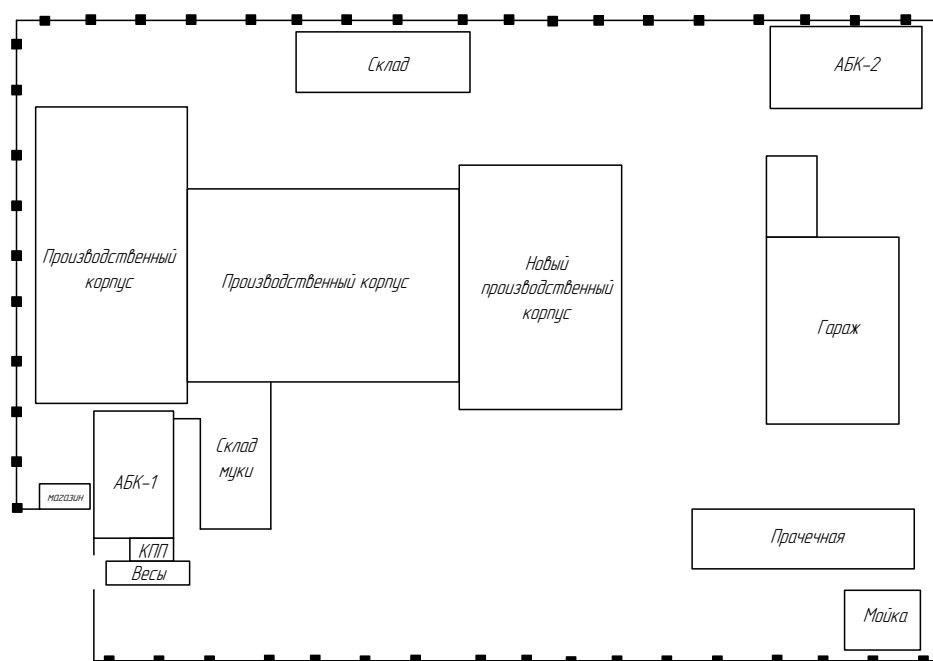 Склад
АБК-2
Производственный
корпус
Производственный корпус
Новый
производственный
корпус
Гараж
Склад
муки
АБК-1
магазин
КПП
Весы
Прачечная
Мойка